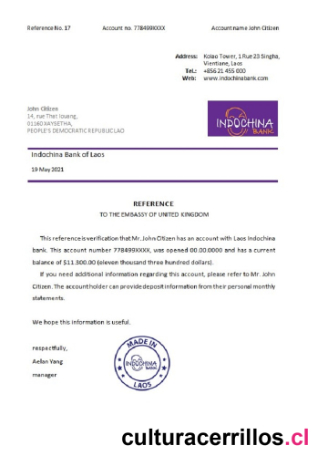 Reference No. 17 Account no. 778499XXXX Account name John Citizen
Address: Kolao Tower, 1 Rue 23 Singha,
Vientiane, Laos
Tel.: +856 21 455 000
Web: www.indochinabank.com
John Citizen
14, rue Thet louang,
01160 XAYSETHA,
PEOPLE'S DEMOCRATIC REPUBLIC LAO
INDOCHINA
BANK
Indochina Bank of Laos
19 May 2021
REFERENCE
TO THE EMBASSY OF UNITED KINGDOM
This reference is verification that Mr. John Citizen has an account with Laos Indochina
bank. This account number 778499XXXX, was opened 00.00.0000 and has a current
balance of $11.300.00 (eleven thousand three hundred dollars).
If you need additional information regarding this account, please refer to Mr. John
Citizen. The account holder can provide deposit information from their personal monthly
statements.
We hope this information is useful.
respectfully,
Aelan Yang
manager
MADE IN
INDOCHINA
BANK
LAOS
culturacerrillos.cl